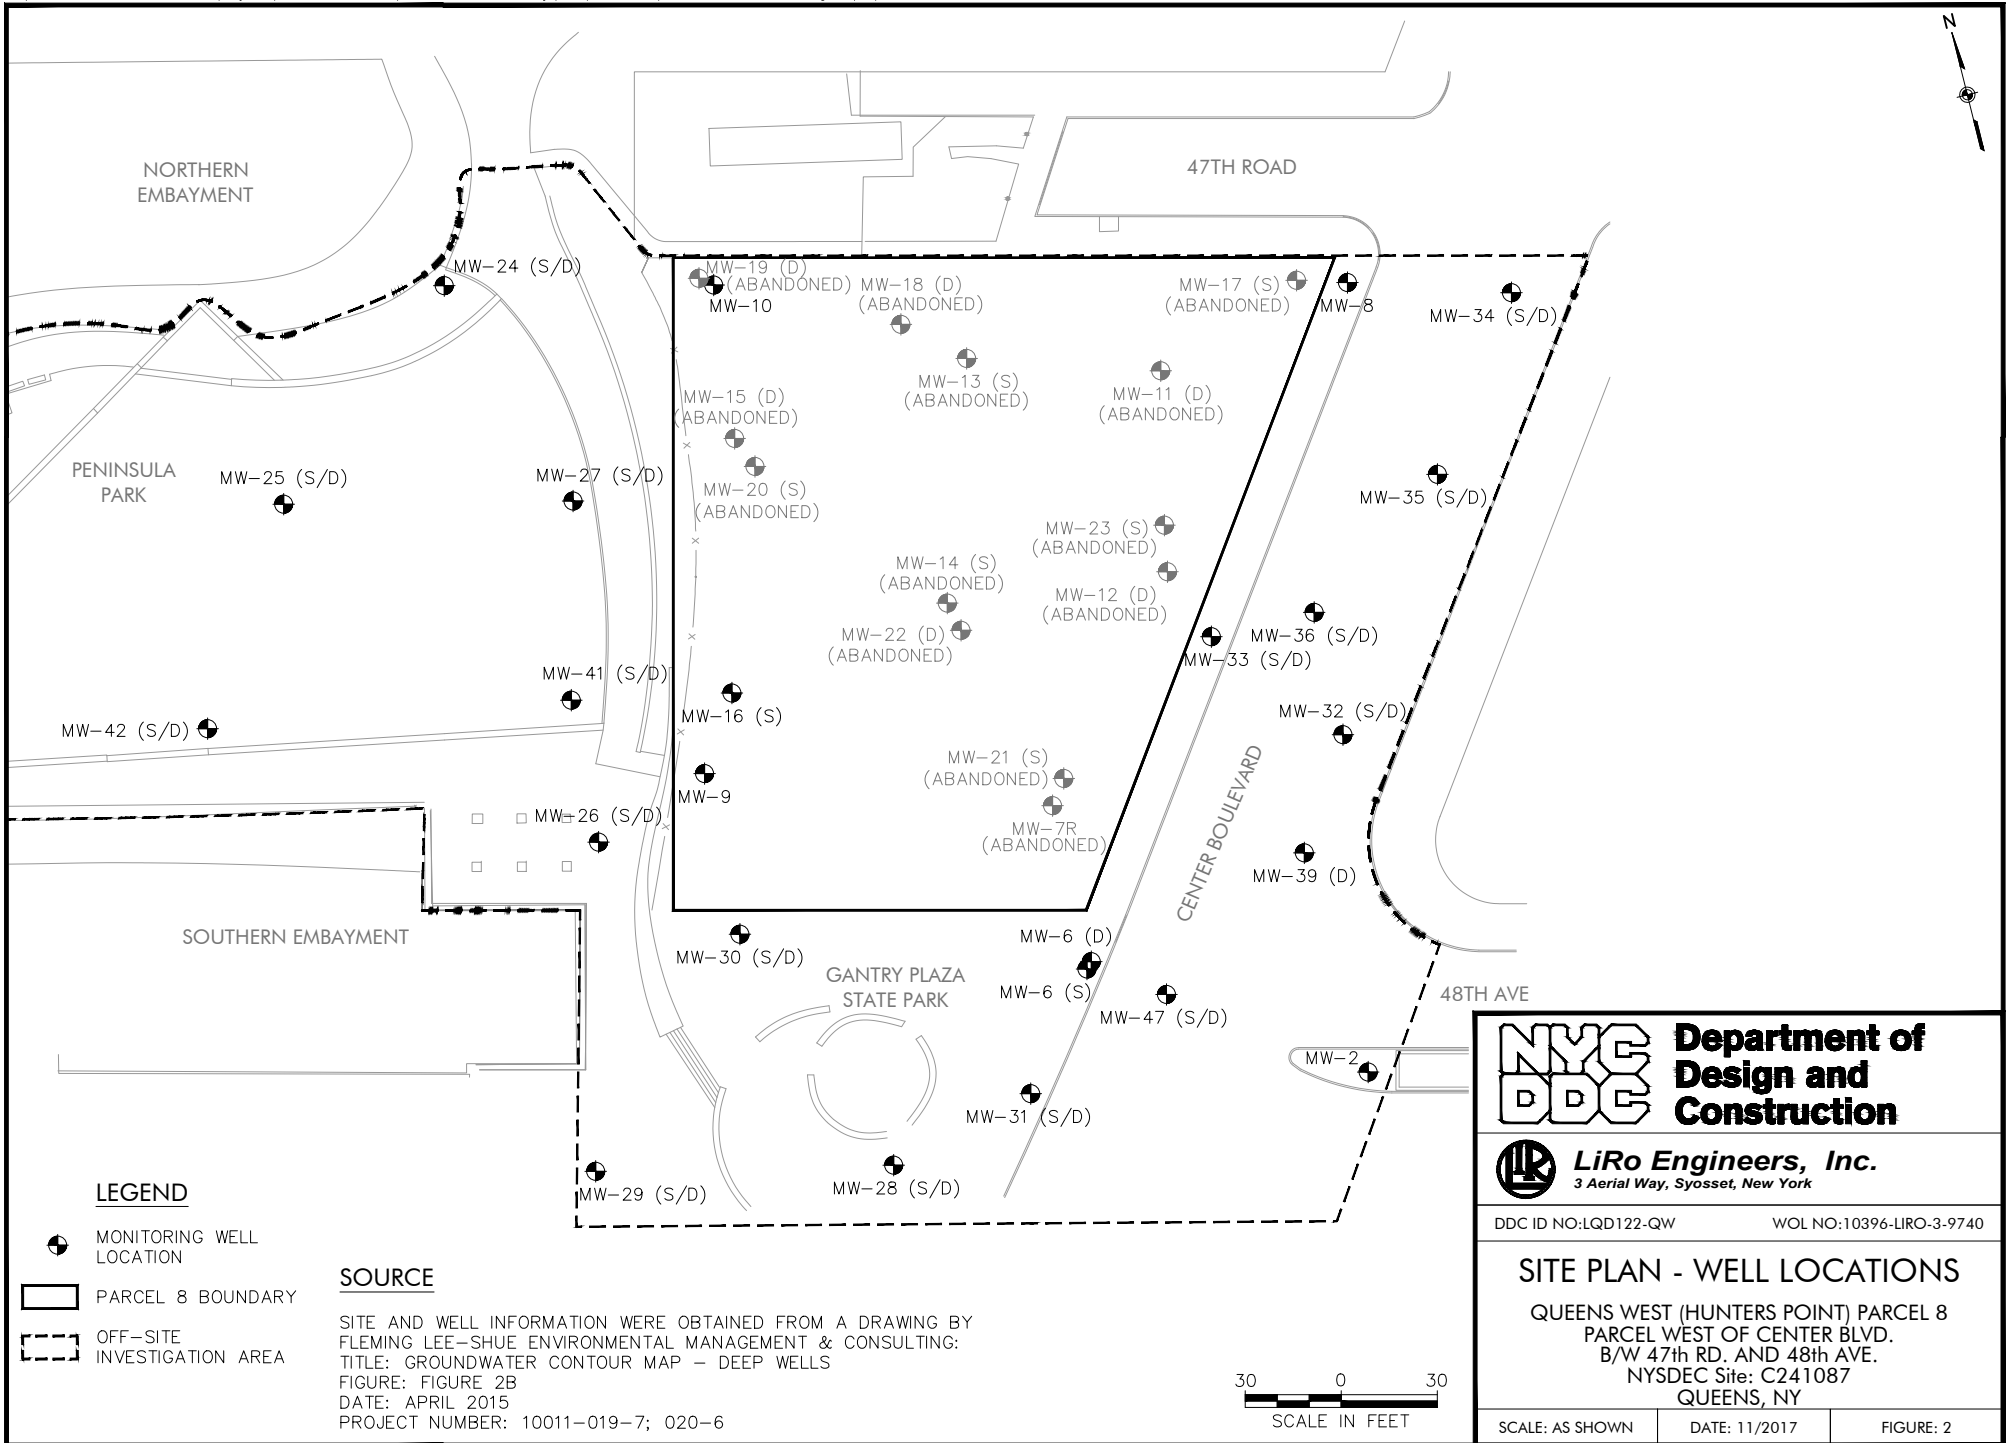 N
NORTHERN
EMBAYMENT
47TH ROAD
MW-24 (S/D)
MW-19 (D)
(ABANDONED)
MW-10
MW-18 (D)
(ABANDONED)
MW-17 (S)
(ABANDONED)
MW-8
MW-34 (S/D)
MW-13 (S)
(ABANDONED)
MW-11 (D)
(ABANDONED)
MW-15 (D)
(ABANDONED)
PENINSULA
PARK
MW-25 (S/D)
MW-27 (S/D)
MW-20 (S)
(ABANDONED)
MW-35 (S/D)
MW-23 (S)
(ABANDONED)
MW-14 (S)
(ABANDONED)
MW-12 (D)
(ABANDONED)
MW-22 (D)
(ABANDONED)
MW-36 (S/D)
MW-33 (S/D)
MW-41 (S/D)
MW-16 (S)
MW-42 (S/D)
MW-32 (S/D)
MW-21 (S)
(ABANDONED)
MW-9
CENTER BOULEVARD
MW-26 (S/D)
MW-7R
(ABANDONED)
MW-39 (D)
SOUTHERN EMBAYMENT
MW-30 (S/D)
MW-6 (D)
GANTRY PLAZA
STATE PARK
MW-6 (S)
48TH AVE
MW-47 (S/D)
MW-2
MW-31 (S/D)
MW-29 (S/D)
MW-28 (S/D)
LEGEND
MONITORING WELL
LOCATION
PARCEL 8 BOUNDARY
OFF-SITE
INVESTIGATION AREA
SOURCE
SITE AND WELL INFORMATION WERE OBTAINED FROM A DRAWING BY
FLEMING LEE-SHUE ENVIRONMENTAL MANAGEMENT & CONSULTING:
TITLE: GROUNDWATER CONTOUR MAP - DEEP WELLS
FIGURE: FIGURE 2B
DATE: APRIL 2015
PROJECT NUMBER: 10011-019-7; 020-6
30 0 30
SCALE IN FEET
NYC
DDC
Department of
Design and
Construction
LiRo
LiRo Engineers, Inc.
3 Aerial Way, Syosset, New York
DDC ID NO:LQD122-QW WOL NO:10396-LIRO-3-9740
SITE PLAN - WELL LOCATIONS
QUEENS WEST (HUNTERS POINT) PARCEL 8
PARCEL WEST OF CENTER BLVD.
B/W 47th RD. AND 48th AVE.
NYSDEC Site: C241087
QUEENS, NY
SCALE: AS SHOWN DATE: 11/2017 FIGURE: 2